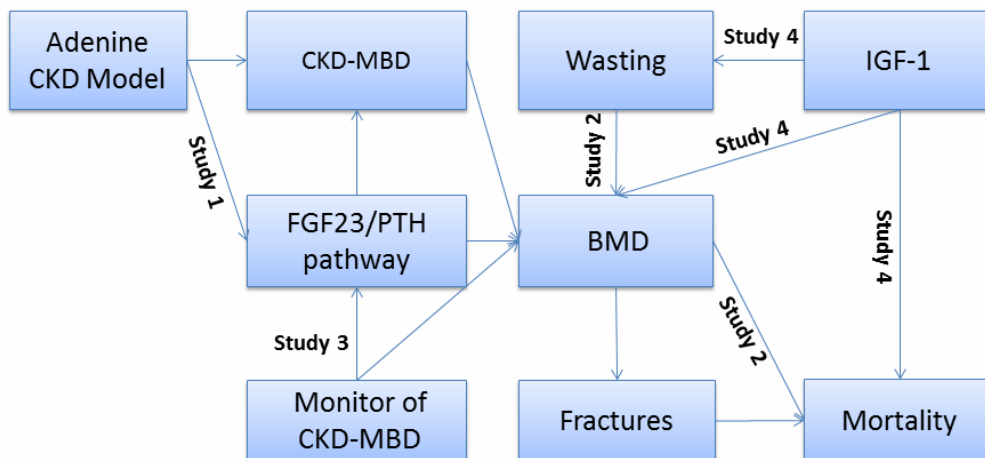 Adenine
CKD Model
CKD-MBD
Wasting
Study 4
IGF-1
Study 1
Study 2
Study 4
FGF23/PTH
pathway
BMD
Study 4
Study 3
Study 2
Monitor of
CKD-MBD
Fractures
Mortality